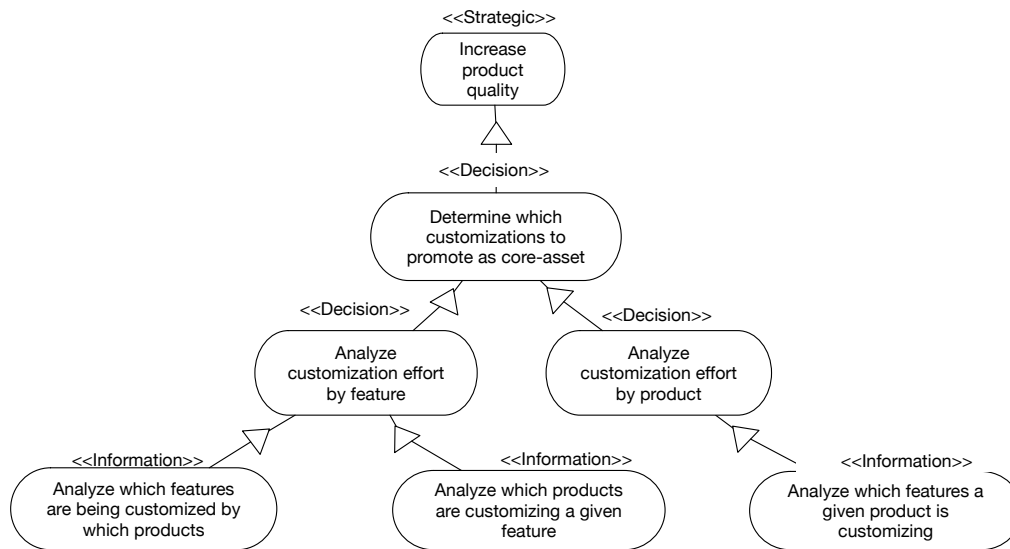 <<Strategic>>
Increase
product
quality
<<Decision>>
Determine which
customizations to
promote as core-asset
<<Decision>>
Analyze
customization effort
by feature
<<Decision>>
Analyze
customization effort
by product
<<Information>>
Analyze which features
are being customized by
which products
<<Information>>
Analyze which products
are customizing a given
feature
<<Information>>
Analyze which features a
given product is
customizing